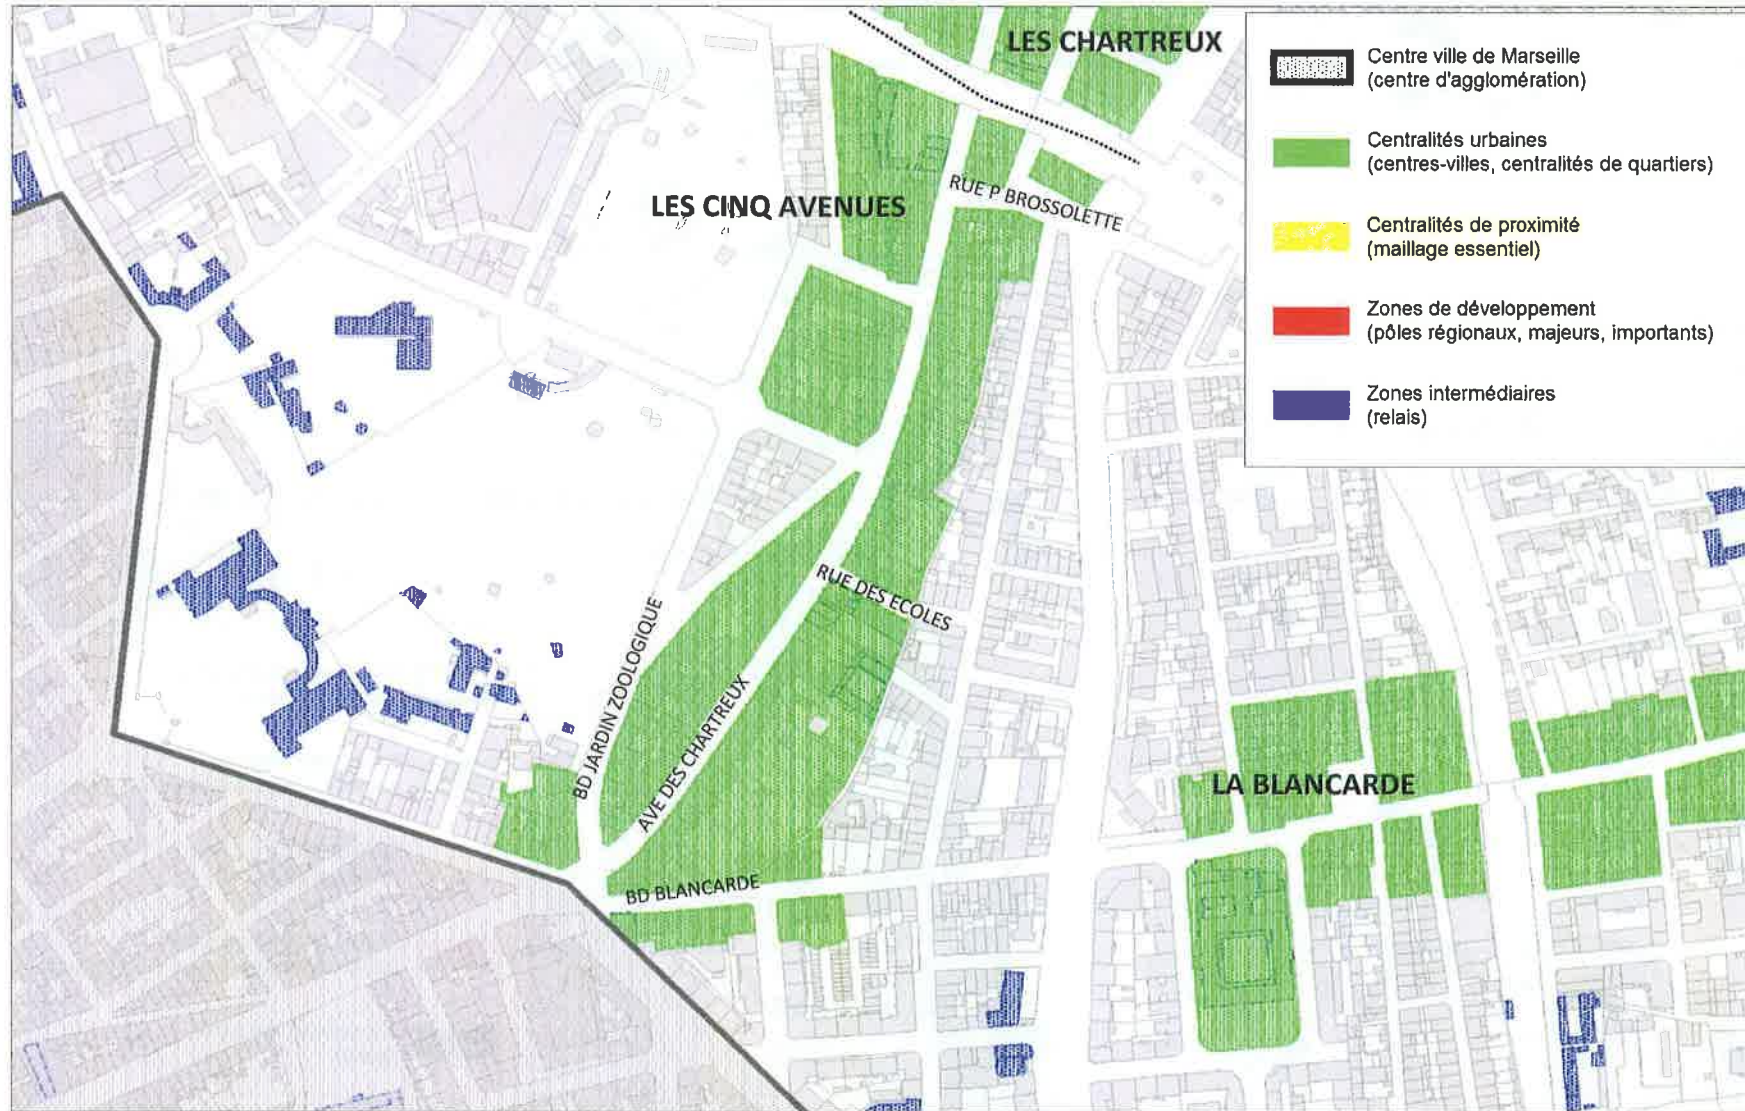 LES CHARTREUX
LES CINQ AVENUES
RUE P BROSSOLETTE
RUE DES ECOLES
BD JARDIN ZOOLOGIQUE
AVE DES CHARTREUX
LA BLANCARDE
BD BLANCARDE
Centre ville de Marseille
(centre d'agglomération)
Centralités urbaines
(centres-villes, centralités de quartiers)
Centralités de proximité
(maillage essentiel)
Zones de développement
(pôles régionaux, majeurs, importants)
Zones intermédiaires
(relais)